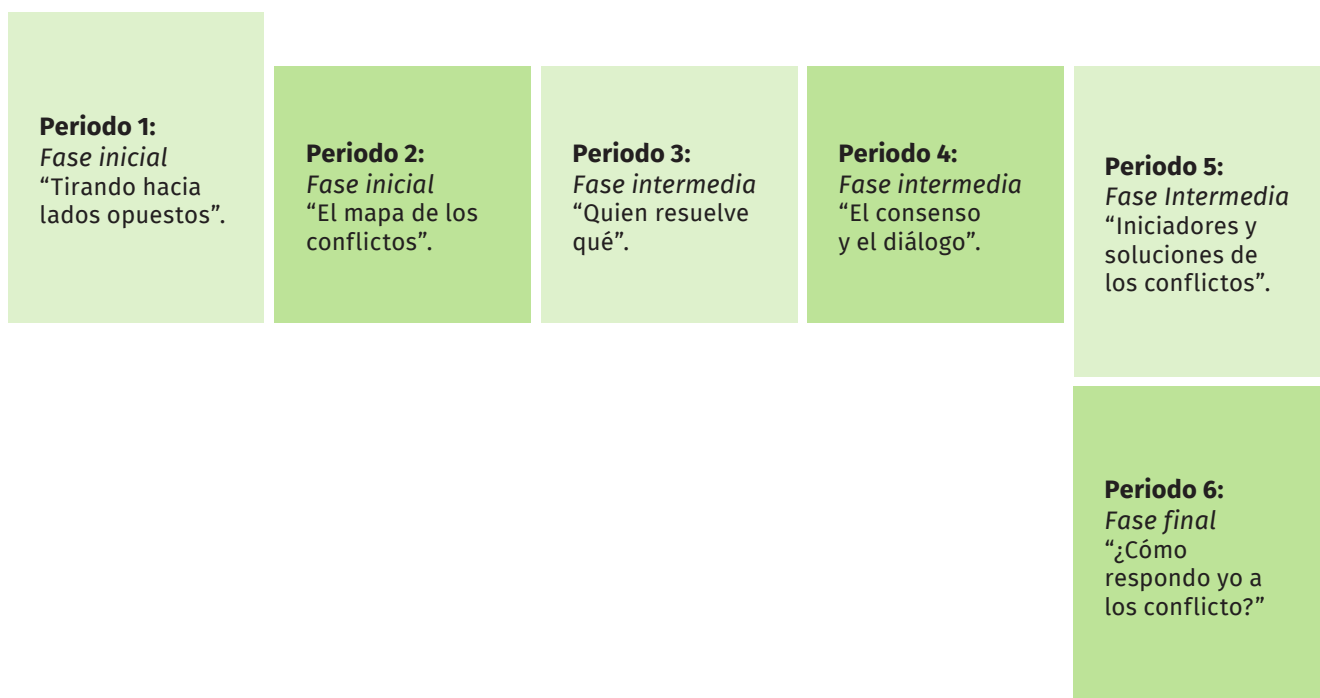 Periodo 1:
Fase inicial
“Tirando hacia
lados opuestos”.
Periodo 2:
Fase inicial
“El mapa de los
conflictos”.
Periodo 3:
Fase intermedia
“Quien resuelve
qué”.
Periodo 4:
Fase intermedia
“El consenso
y el diálogo”.
Periodo 5:
Fase Intermedia
“Iniciadores y
soluciones de
los conflictos”.
Periodo 6:
Fase final
“¿Cómo
respondo yo a
los conflicto?”